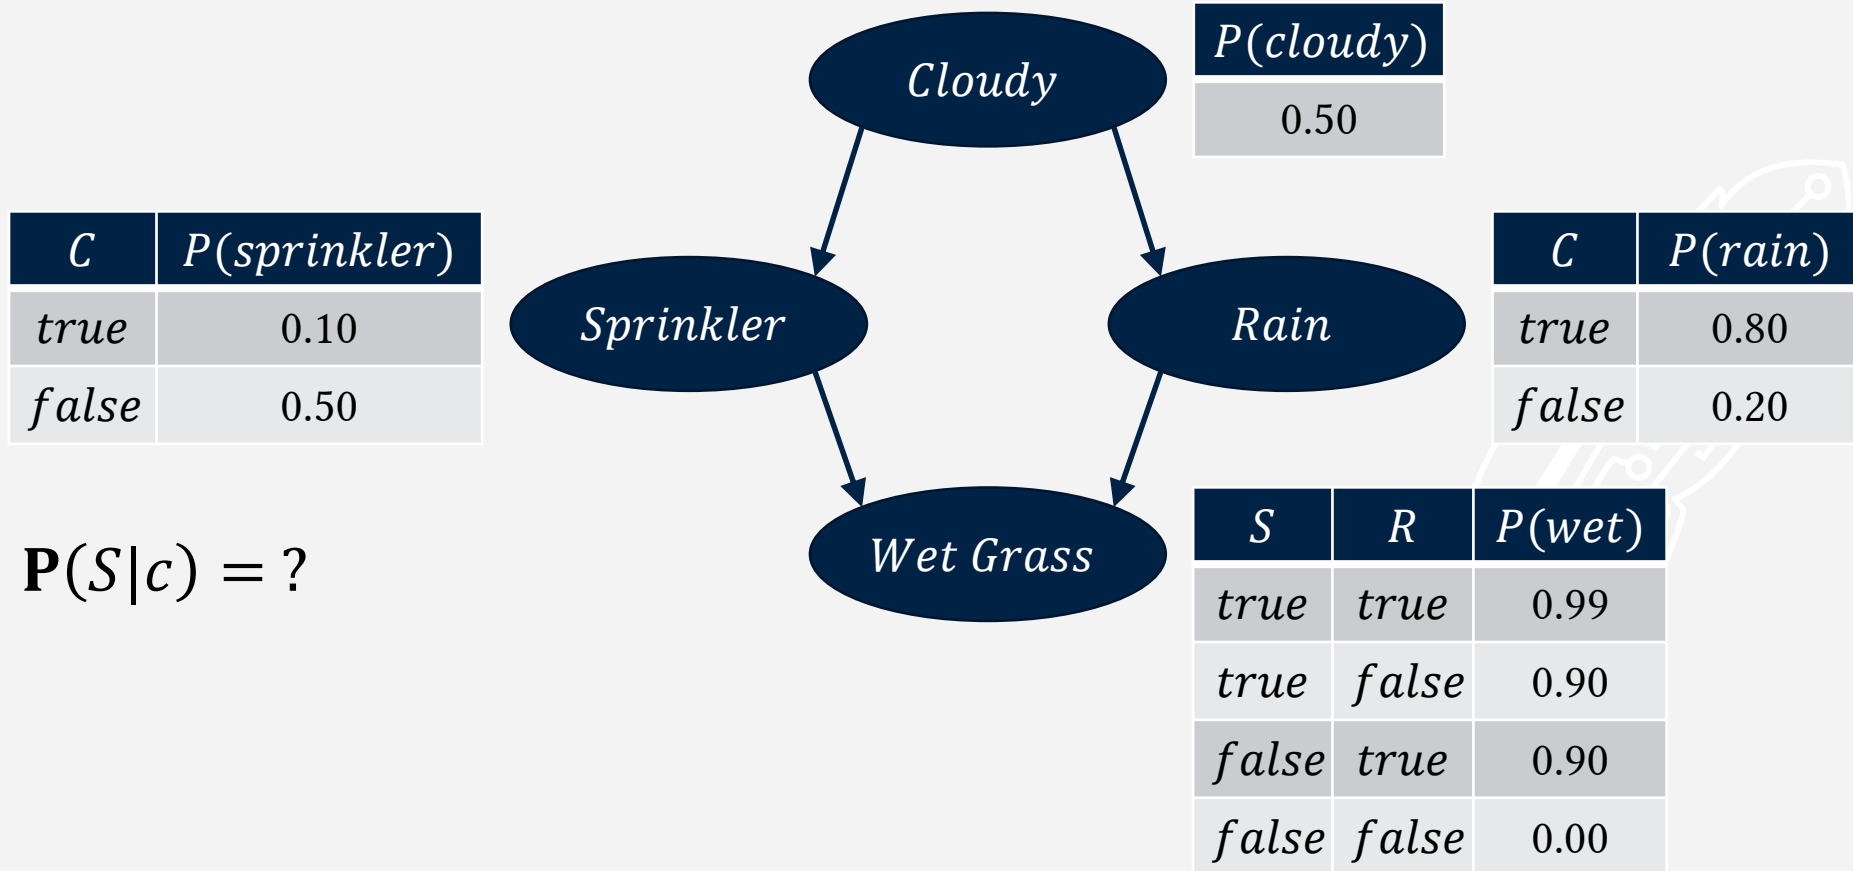 Cloudy
P(cloudy)
0.50
C P(sprinkler)
true 0.10
false 0.50
Sprinkler
Rain
C P(rain)
true 0.80
false 0.20
P(S|c) = ?
Wet Grass
S R P(wet)
true true 0.99
true false 0.90
false true 0.90
false false 0.00